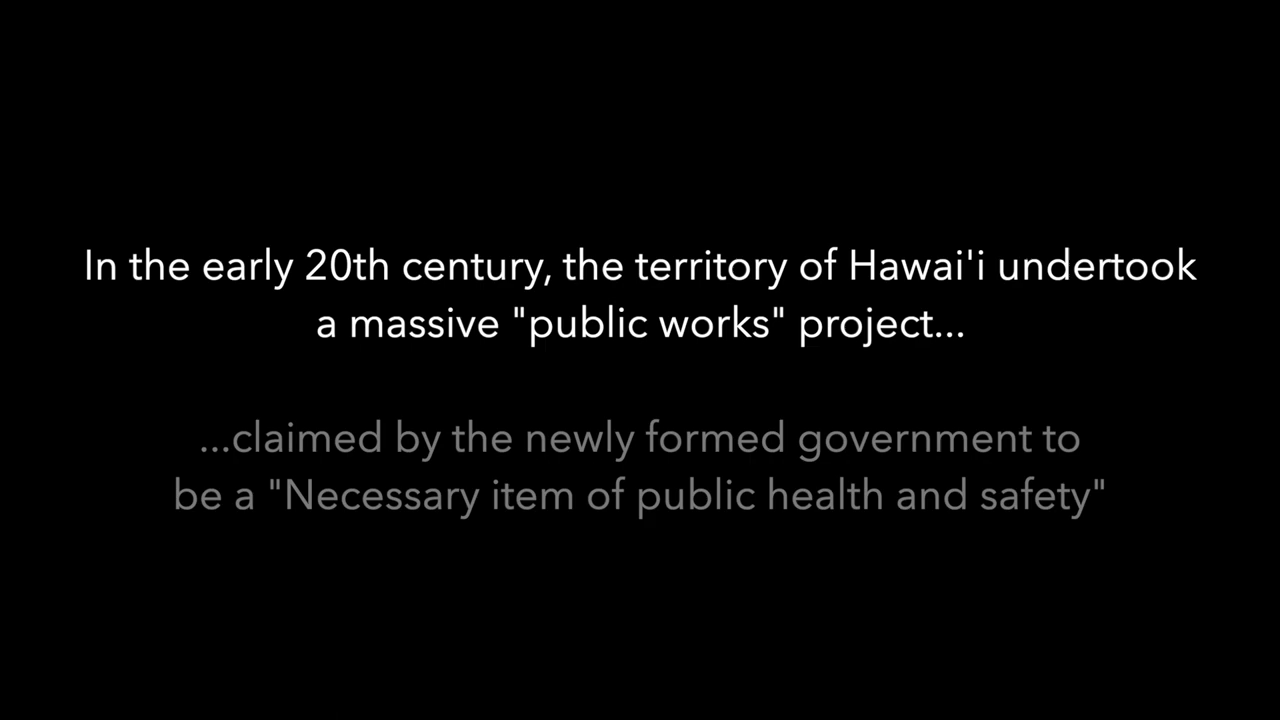 In the early 20th century, the territory of Hawai'i undertook
a massive "public works" project...
...claimed by the newly formed government to
be a "Necessary item of public health and safety"